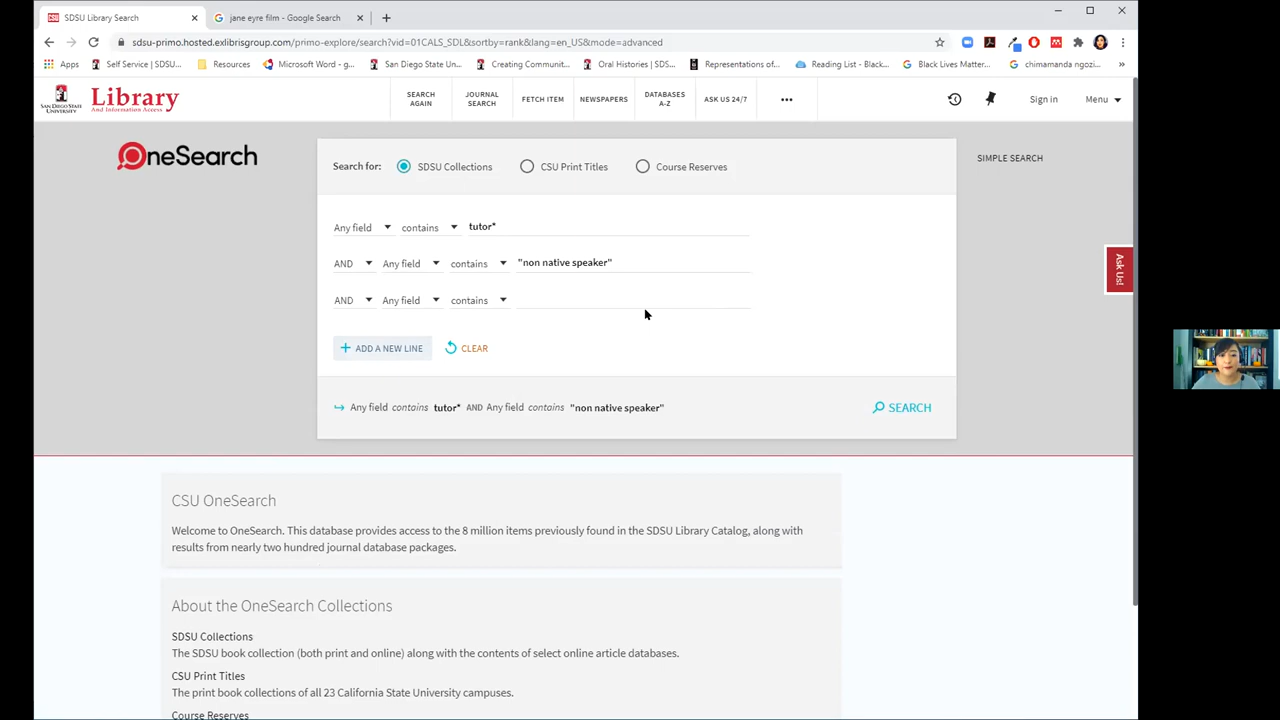 SDSU Library Search
jane eyre film - Google Search
sdsu-primo.hosted.exlibrisgroup.com/primo-explore/search?vid=01CALS_SDL&sortby=rank&lang=en_US&mode=advanced
Apps
Self Service | SDSU...
Resources
Microsoft Word - g...
San Diego State Un...
Creating Communit...
Oral Histories | SDS...
Representations of...
Reading List - Black...
Black Lives Matter...
chimamanda ngozi...
»
SAN DIEGO STATE UNIVERSITY
Library
And Information Access
SEARCH AGAIN
JOURNAL SEARCH
FETCH ITEM
NEWSPAPERS
DATABASES A-Z
ASK US 24/7
•••
Sign in
Menu
OneSearch
Search for: SDSU Collections CSU Print Titles Course Reserves
SIMPLE SEARCH
Any field contains tutor*
AND Any field contains "non native speaker"
AND Any field contains
+ ADD A NEW LINE CLEAR
Any field contains tutor* AND Any field contains "non native speaker"
SEARCH
Ask Us!
CSU OneSearch
Welcome to OneSearch. This database provides access to the 8 million items previously found in the SDSU Library Catalog, along with
results from nearly two hundred journal database packages.
About the OneSearch Collections
SDSU Collections
The SDSU book collection (both print and online) along with the contents of select online article databases.
CSU Print Titles
The print book collections of all 23 California State University campuses.
Course Reserves